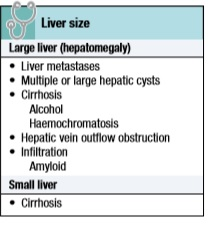 Liver size
Large liver (hepatomegaly)
• Liver metastases
• Multiple or large hepatic cysts
• Cirrhosis
Alcohol
Haemochromatosis
• Hepatic vein outflow obstruction
• Infiltration
Amyloid
Small liver
• Cirrhosis